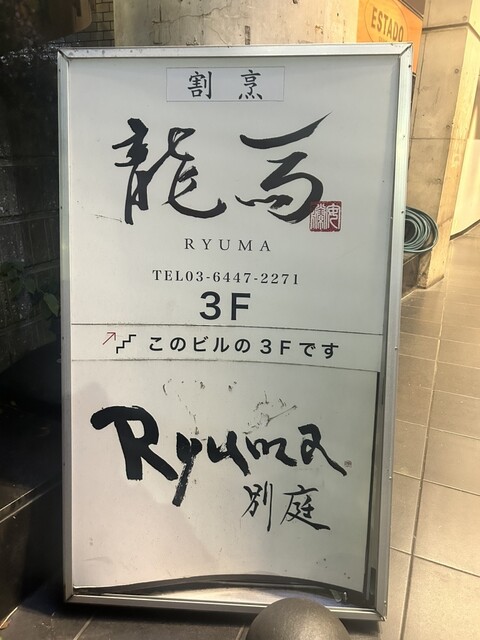 割烹
龍馬
RYUMA
TEL03-6447-2271
3F
このビルの3Fです
Ryuma
別庭
ESTADO